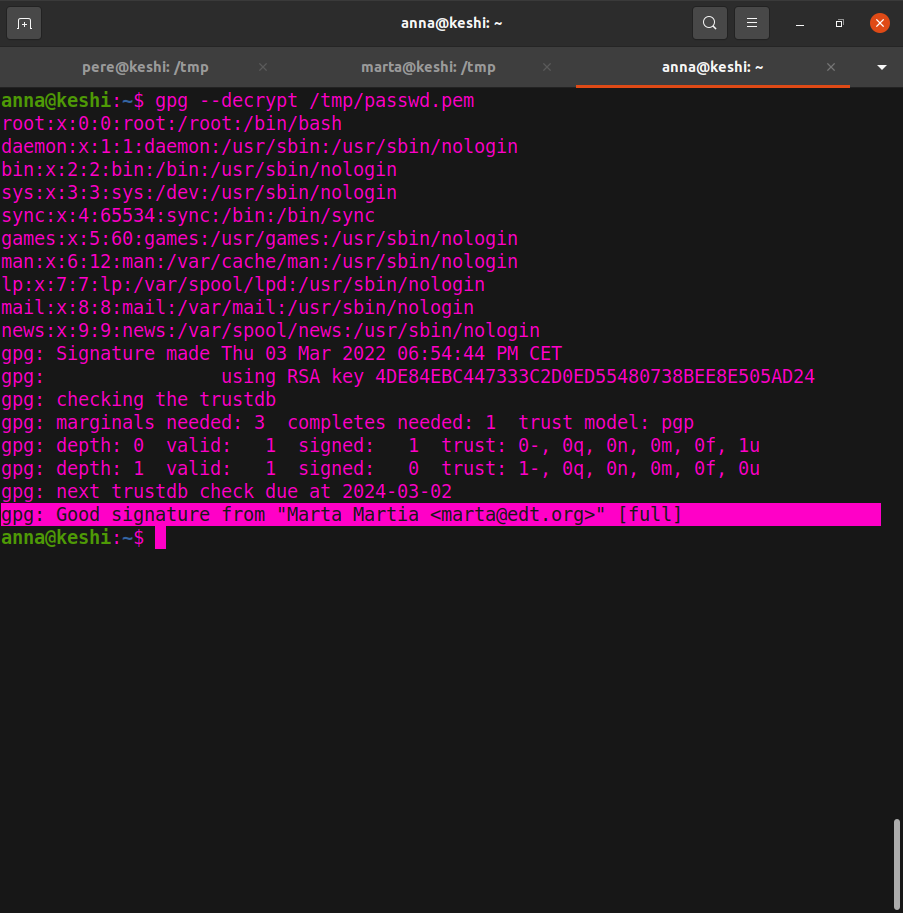 anna@keshi: ~
pere@keshi: /tmp
marta@keshi: /tmp
anna@keshi: ~
anna@keshi:~$ gpg --decrypt /tmp/passwd.pem
root:x:0:0:root:/root:/bin/bash
daemon:x:1:1:daemon:/usr/sbin:/usr/sbin/nologin
bin:x:2:2:bin:/bin:/usr/sbin/nologin
sys:x:3:3:sys:/dev:/usr/sbin/nologin
sync:x:4:65534:sync:/bin:/bin/sync
games:x:5:60:games:/usr/games:/usr/sbin/nologin
man:x:6:12:man:/var/cache/man:/usr/sbin/nologin
lp:x:7:7:lp:/var/spool/lpd:/usr/sbin/nologin
mail:x:8:8:mail:/var/mail:/usr/sbin/nologin
news:x:9:9:news:/var/spool/news:/usr/sbin/nologin
gpg: Signature made Thu 03 Mar 2022 06:54:44 PM CET
gpg:                using RSA key 4DE84EBC447333C2D0ED55480738BEE8E505AD24
gpg: checking the trustdb
gpg: marginals needed: 3  completes needed: 1  trust model: pgp
gpg: depth: 0  valid:   1  signed:   1  trust: 0-, 0q, 0n, 0m, 0f, 1u
gpg: depth: 1  valid:   1  signed:   0  trust: 1-, 0q, 0n, 0m, 0f, 0u
gpg: next trustdb check due at 2024-03-02
gpg: Good signature from "Marta Martia <marta@edt.org>" [full]
anna@keshi:~$